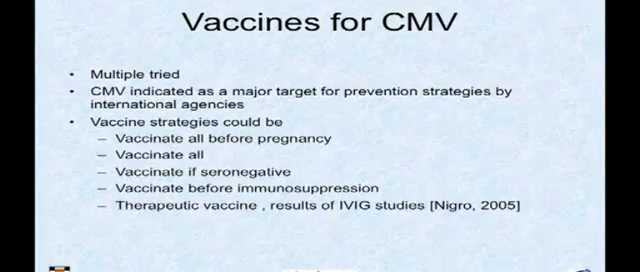 Vaccines for CMV
• Multiple tried
• CMV indicated as a major target for prevention strategies by
international agencies
• Vaccine strategies could be
– Vaccinate all before pregnancy
– Vaccinate all
– Vaccinate if seronegative
– Vaccinate before immunosuppression
– Therapeutic vaccine , results of IVIG studies [Nigro, 2005]